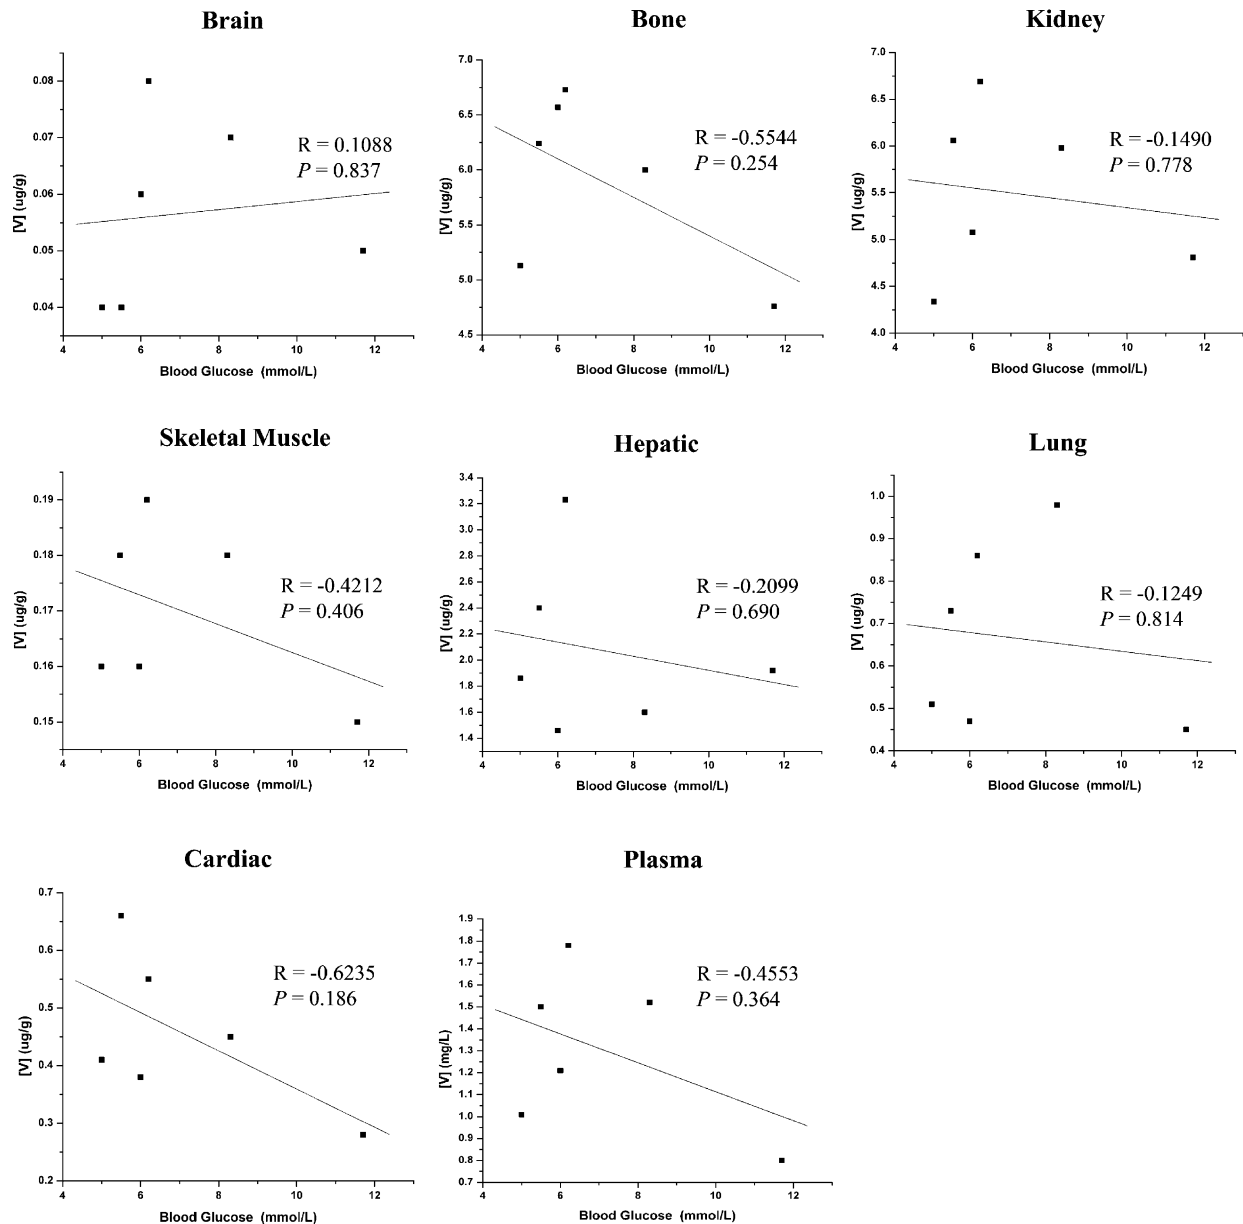 Brain
0.08
0.07
0.06
0.05
0.04
[V] (ug/g)
R = 0.1088
P = 0.837
4 6 8 10 12
Blood Glucose (mmol/L)
Bone
7.0
6.5
6.0
5.5
5.0
4.5
[V] (ug/g)
R = -0.5544
P = 0.254
4 6 8 10 12
Blood Glucose (mmol/L)
Kidney
7.0
6.5
6.0
5.5
5.0
4.5
4.0
[V] (ug/g)
R = -0.1490
P = 0.778
4 6 8 10 12
Blood Glucose (mmol/L)
Skeletal Muscle
0.19
0.18
0.17
0.16
0.15
[V] (ug/g)
R = -0.4212
P = 0.406
4 6 8 10 12
Blood Glucose (mmol/L)
Hepatic
3.4
3.2
3.0
2.8
2.6
2.4
2.2
2.0
1.8
1.6
1.4
[V] (ug/g)
R = -0.2099
P = 0.690
4 6 8 10 12
Blood Glucose (mmol/L)
Lung
1.0
0.9
0.8
0.7
0.6
0.5
0.4
[V] (ug/g)
R = -0.1249
P = 0.814
4 6 8 10 12
Blood Glucose (mmol/L)
Cardiac
0.7
0.6
0.5
0.4
0.3
0.2
[V] (ug/g)
R = -0.6235
P = 0.186
4 6 8 10 12
Blood Glucose (mmol/L)
Plasma
1.9
1.8
1.7
1.6
1.5
1.4
1.3
1.2
1.1
1.0
0.9
0.8
0.7
[V] (mg/L)
R = -0.4553
P = 0.364
4 6 8 10 12
Blood Glucose (mmol/L)